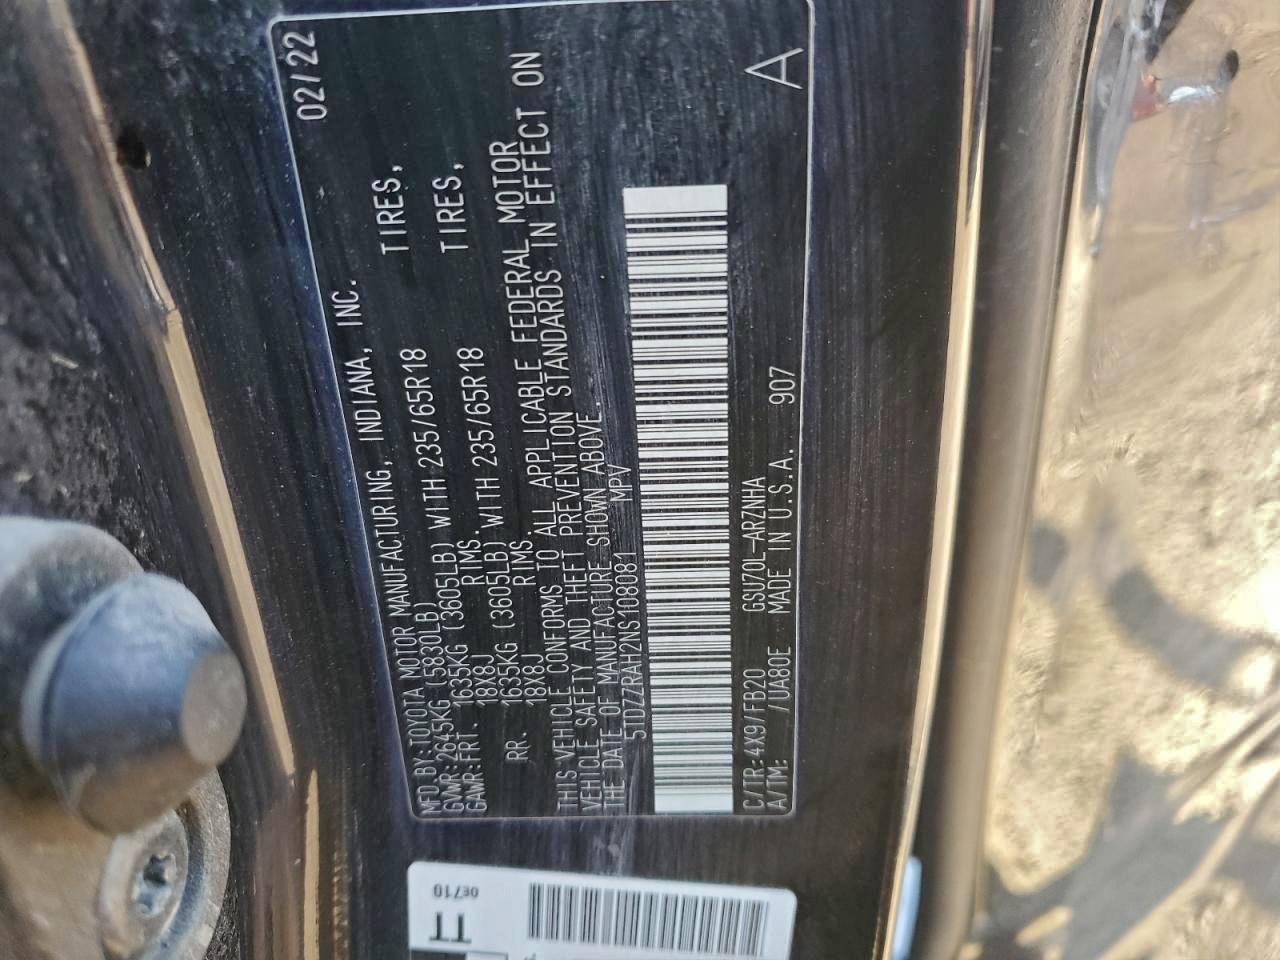 MFD BY: TOYOTA MOTOR MANUFACTURING, INDIANA, INC. 02/22
GVWR: 2645KG (5830LB)
GAWR: FRT. 1635KG (3605LB) WITH 235/65R18 TIRES,
18X8J RIMS.
RR. 1635KG (3605LB) WITH 235/65R18 TIRES,
18X8J RIMS.
THIS VEHICLE CONFORMS TO ALL APPLICABLE FEDERAL MOTOR
VEHICLE SAFETY AND THEFT PREVENTION STANDARDS IN EFFECT ON
THE DATE OF MANUFACTURE SHOWN ABOVE.
5TDZZRAH2NS108081 MPV
C/TR: 4X9/FB20 GSU70L-ARZNHA
A/TM: /UA80E MADE IN U.S.A. 907
A
0E710